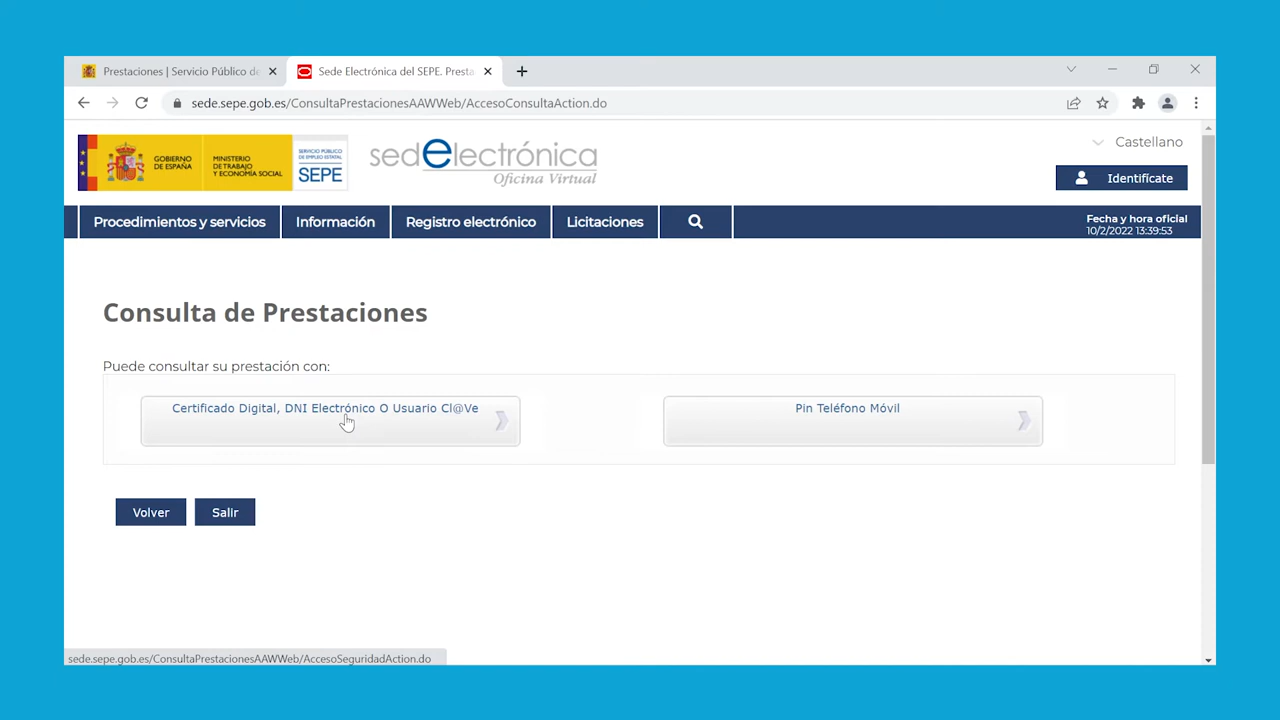 Prestaciones | Servicio Público de
Sede Electrónica del SEPE. Presta
sede.sepe.gob.es/ConsultaPrestacionesAAWWeb/AccesoConsultaAction.do
GOBIERNO
DE ESPAÑA
MINISTERIO
DE TRABAJO
Y ECONOMÍA SOCIAL
SERVICIO PÚBLICO
DE EMPLEO ESTATAL
SEPE
sedelectrónica
Oficina Virtual
Castellano
Identifícate
Procedimientos y servicios
Información
Registro electrónico
Licitaciones
Fecha y hora oficial
10/2/2022 13:39:53
Consulta de Prestaciones
Puede consultar su prestación con:
Certificado Digital, DNI Electrónico O Usuario Cl@Ve
Pin Teléfono Móvil
Volver
Salir
sede.sepe.gob.es/ConsultaPrestacionesAAWWeb/AccesoSeguridadAction.do